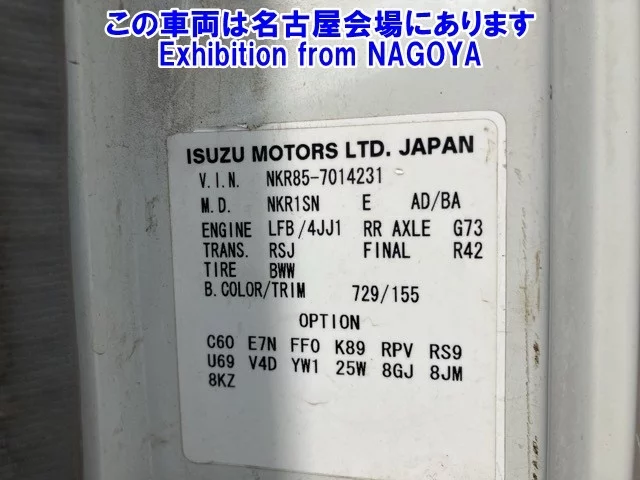 この車両は名古屋会場にあります
Exhibition from NAGOYA
ISUZU MOTORS LTD. JAPAN
V.I.N. NKR85-7014231
M.D. NKR1SN E AD/BA
ENGINE LFB/4JJ1 RR AXLE G73
TRANS. RSJ FINAL R42
TIRE BWW
B.COLOR/TRIM 729/155
OPTION
C60 E7N FF0 K89 RPV RS9
U69 V4D YW1 25W 8GJ 8JM
8KZ